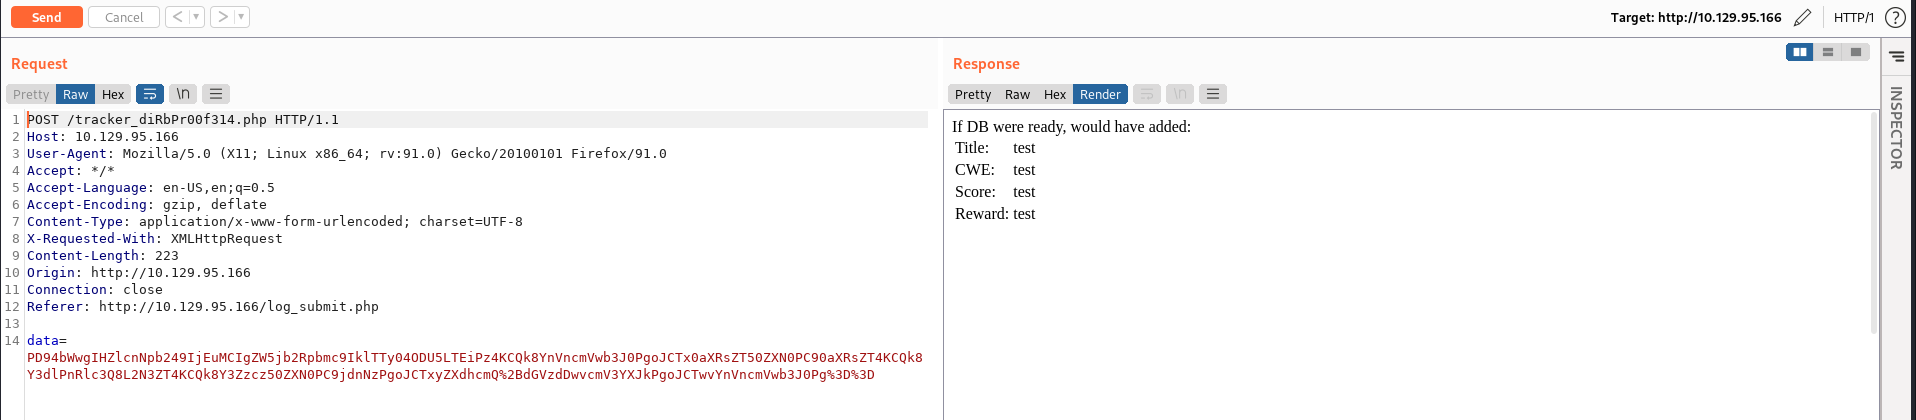 Send Cancel < > Target: http://10.129.95.166 HTTP/1 ?
Request
Pretty Raw Hex \n
1 POST /tracker_diRbPr00f314.php HTTP/1.1
2 Host: 10.129.95.166
3 User-Agent: Mozilla/5.0 (X11; Linux x86_64; rv:91.0) Gecko/20100101 Firefox/91.0
4 Accept: */*
5 Accept-Language: en-US,en;q=0.5
6 Accept-Encoding: gzip, deflate
7 Content-Type: application/x-www-form-urlencoded; charset=UTF-8
8 X-Requested-With: XMLHttpRequest
9 Content-Length: 223
10 Origin: http://10.129.95.166
11 Connection: close
12 Referer: http://10.129.95.166/log_submit.php
13
14 data=
PD94bWwgIHZlcnNpb249IjEuMCIgZW5jb2Rpbmc9IklTTy04ODU5LTEiPz4KCQk8YnVncmVwb3J0PgoJCTx0aXRsZT50ZXN0PC90aXRsZT4KCQk8
Y3dlPnRlc3Q8L2N3ZT4KCQk8Y3Zzcz50ZXN0PC9jdnNzPgoJCTxyZXdhcmQ%2BdGVzdDwvcmV3YXJkPgoJCTwvYnVncmVwb3J0Pg%3D%3D
Response
Pretty Raw Hex Render \n
If DB were ready, would have added:
Title: test
CWE: test
Score: test
Reward: test
INSPECTOR